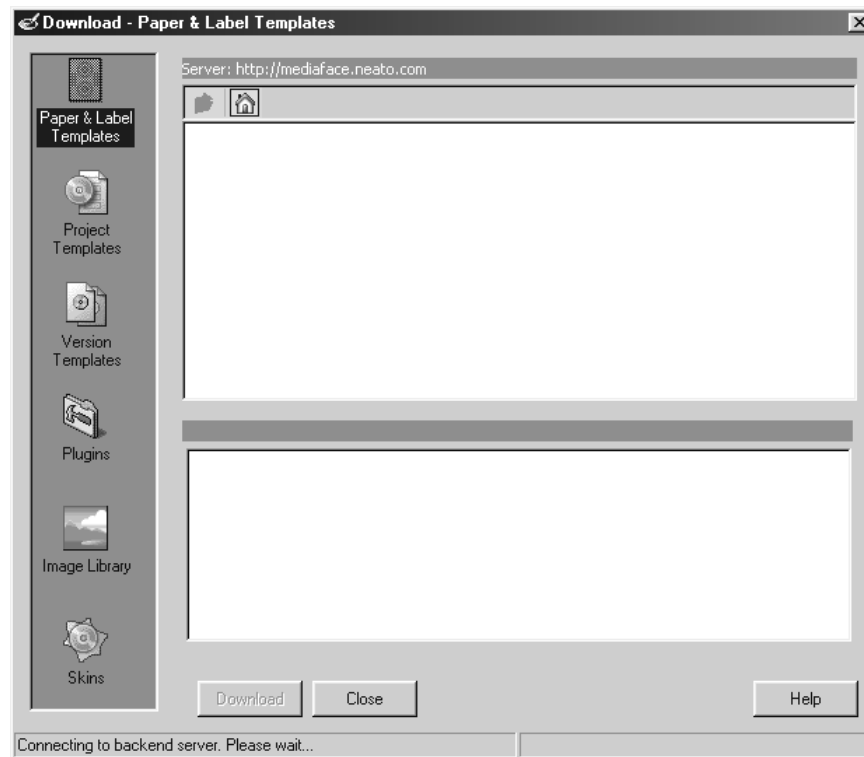 Download - Paper & Label Templates
Server: http://mediaface.neato.com
Paper & Label
Templates
Project
Templates
Version
Templates
Plugins
Image Library
Skins
Download
Close
Help
Connecting to backend server. Please wait...